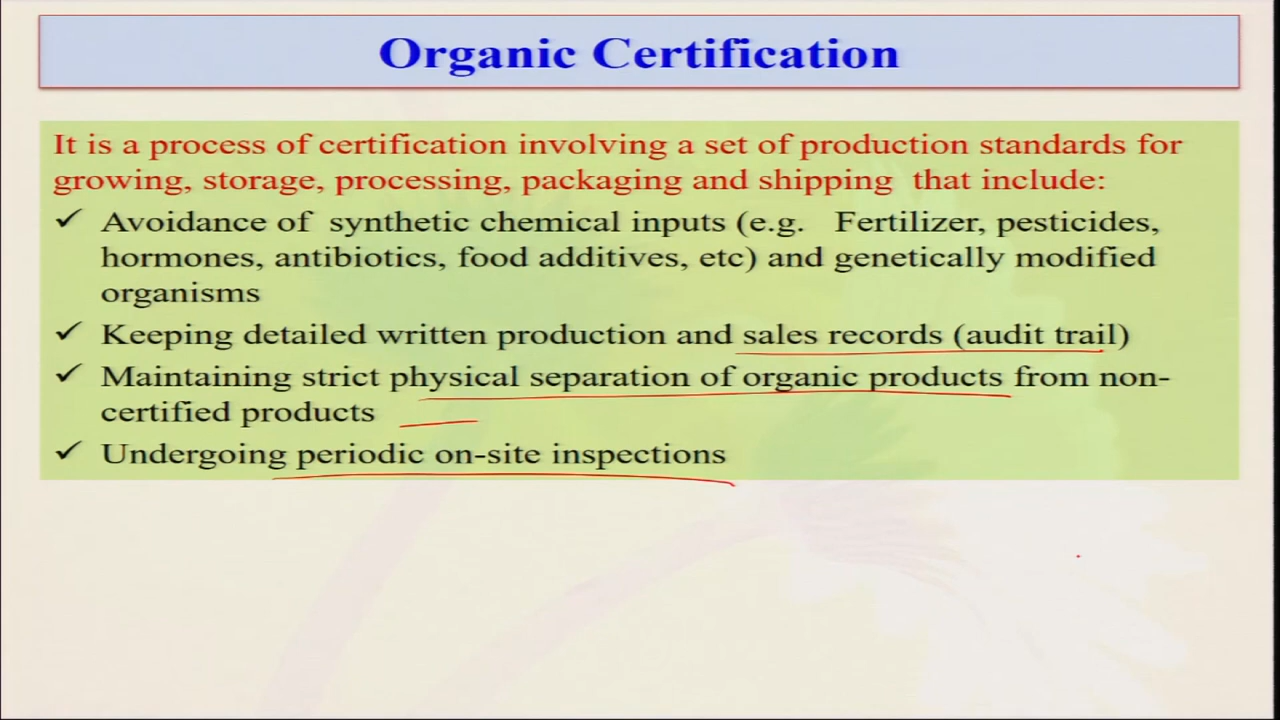 Organic Certification
It is a process of certification involving a set of production standards for
growing, storage, processing, packaging and shipping that include:
✓ Avoidance of synthetic chemical inputs (e.g. Fertilizer, pesticides,
hormones, antibiotics, food additives, etc) and genetically modified
organisms
✓ Keeping detailed written production and sales records (audit trail)
✓ Maintaining strict physical separation of organic products from non-
certified products
✓ Undergoing periodic on-site inspections